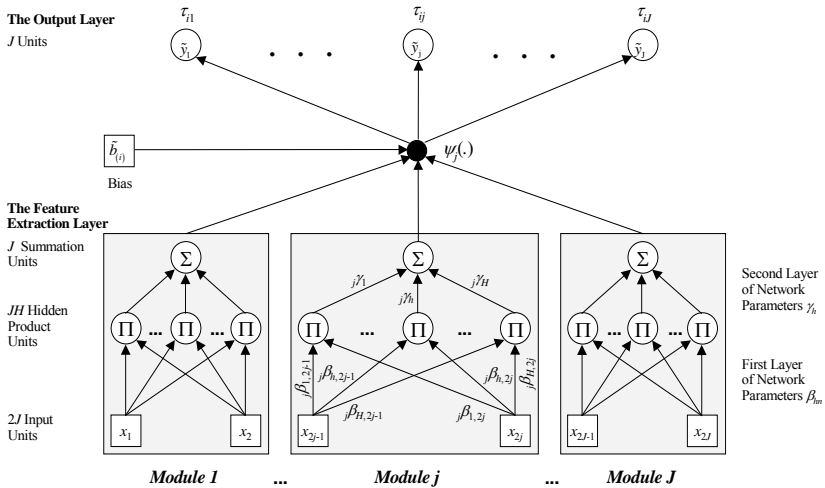 The Output Layer
J Units
τi1
τij
τiJ
ỹ1
. . .
ỹj
. . .
ỹJ
b̃(i)
Bias
ψj(.)
The Feature
Extraction Layer
J Summation
Units
Σ
Σ
Σ
jγ1
jγh
jγH
Second Layer
of Network
Parameters γh
JH Hidden
Product
Units
Π ... Π ... Π
Π ... Π ... Π
Π ... Π ... Π
jβ1,2j-1
jβh,2j-1
jβH,2j-1
jβh,2j
jβ1,2j
jβH,2j
First Layer
of Network
Parameters βhm
2J Input
Units
x1
x2
x2j-1
x2j
x2J-1
x2J
Module 1 ... Module j ... Module J